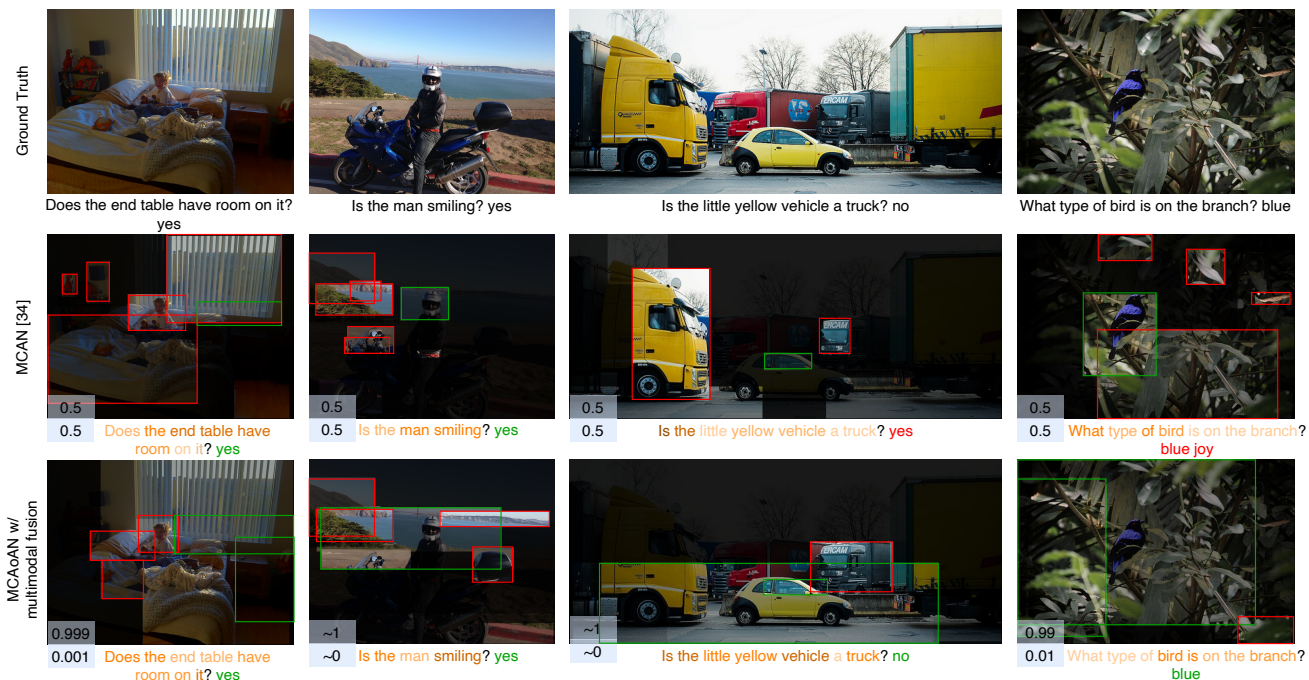 Ground Truth
Does the end table have room on it?
yes
Is the man smiling? yes
Is the little yellow vehicle a truck? no
What type of bird is on the branch? blue
MCAN [34]
0.5
0.5
Does the end table have
room on it? yes
0.5
0.5
Is the man smiling? yes
ERCAM
0.5
0.5
Is the little yellow vehicle a truck? yes
0.5
0.5
What type of bird is on the branch?
blue joy
MCAoAN w/
multimodal fusion
0.999
0.001
Does the end table have
room on it? yes
~1
~0
Is the man smiling? yes
ERCAM
~1
~0
Is the little yellow vehicle a truck? no
0.99
0.01
What type of bird is on the branch?
blue